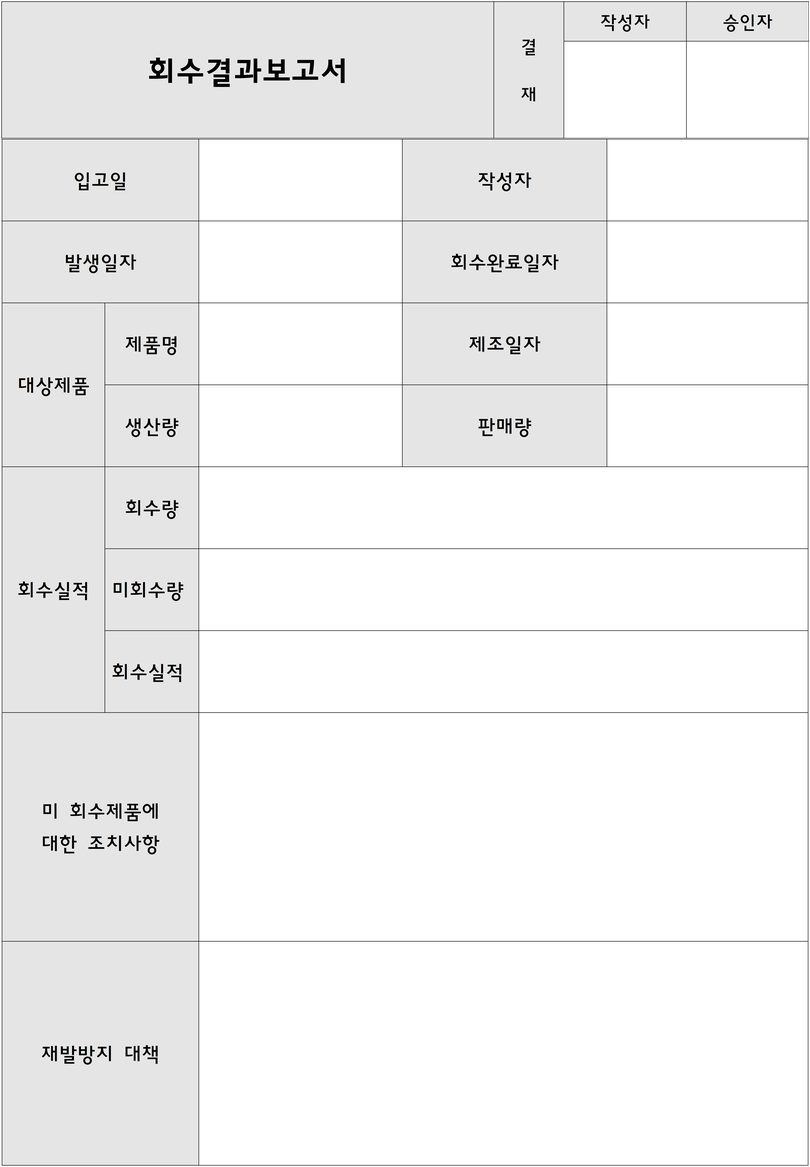 회수결과보고서
결
재
작성자
승인자
입고일
작성자
발생일자
회수완료일자
대상제품
제품명
제조일자
생산량
판매량
회수실적
회수량
미회수량
회수실적
미 회수제품에
대한 조치사항
재발방지 대책